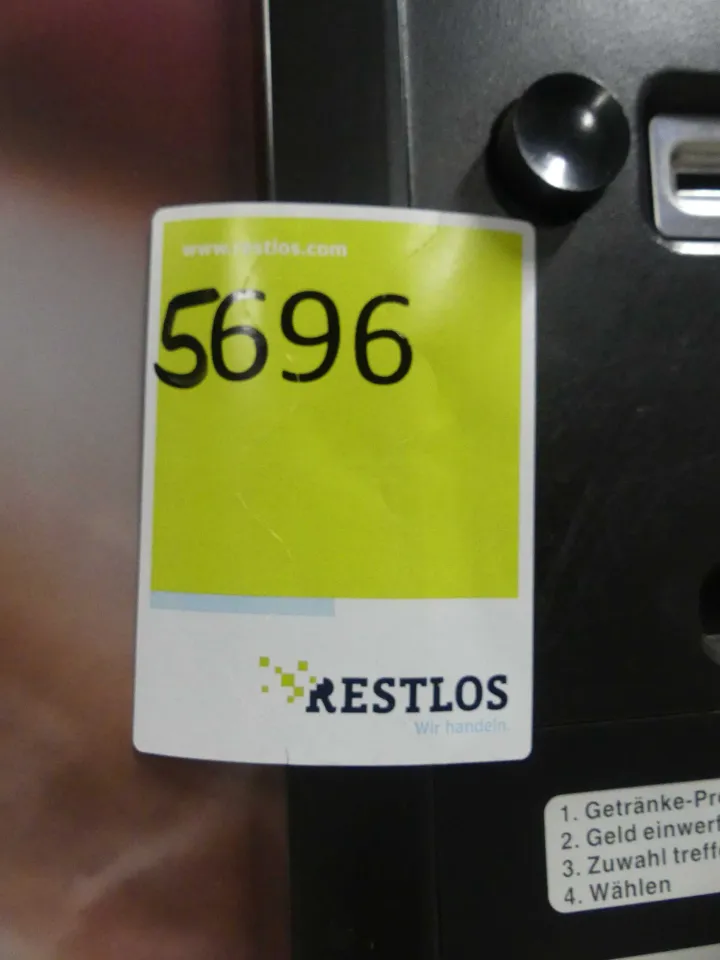 www.restlos.com
5696
RESTLOS
Wir handeln.
1. Getränke-Pr
2. Geld einwerf
3. Zuwahl treff
4. Wählen